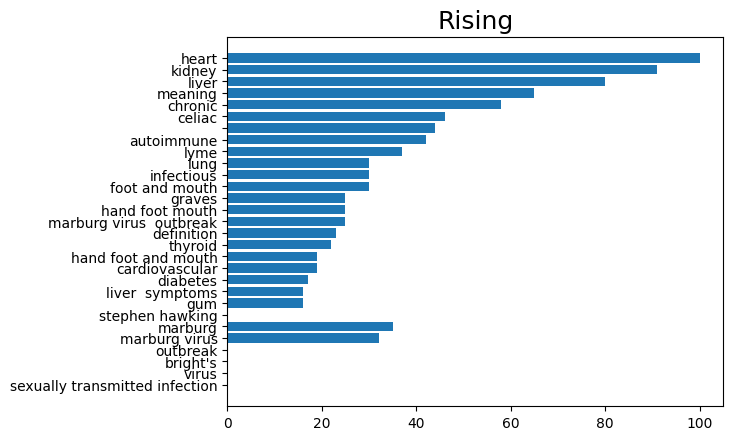 Rising
heart
kidney
liver
meaning
chronic
celiac
autoimmune
lyme
lung
infectious
foot and mouth
graves
hand foot mouth
marburg virus  outbreak
definition
thyroid
hand foot and mouth
cardiovascular
diabetes
liver  symptoms
gum
stephen hawking
marburg
marburg virus
outbreak
bright's
virus
sexually transmitted infection
0 20 40 60 80 100